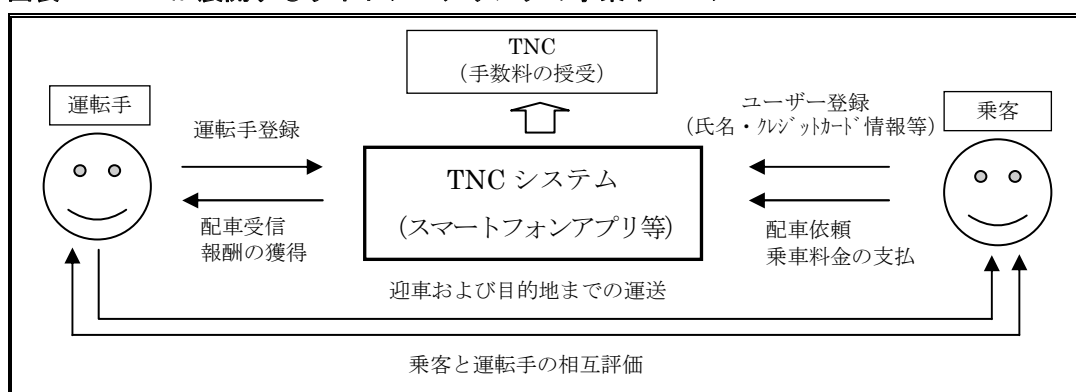 TNC
(手数料の授受)
運転手
乗客
運転手登録
ユーザー登録
(氏名・クレジットカード情報等)
TNC システム
(スマートフォンアプリ等)
配車受信
報酬の獲得
配車依頼
乗車料金の支払
迎車および目的地までの運送
乗客と運転手の相互評価